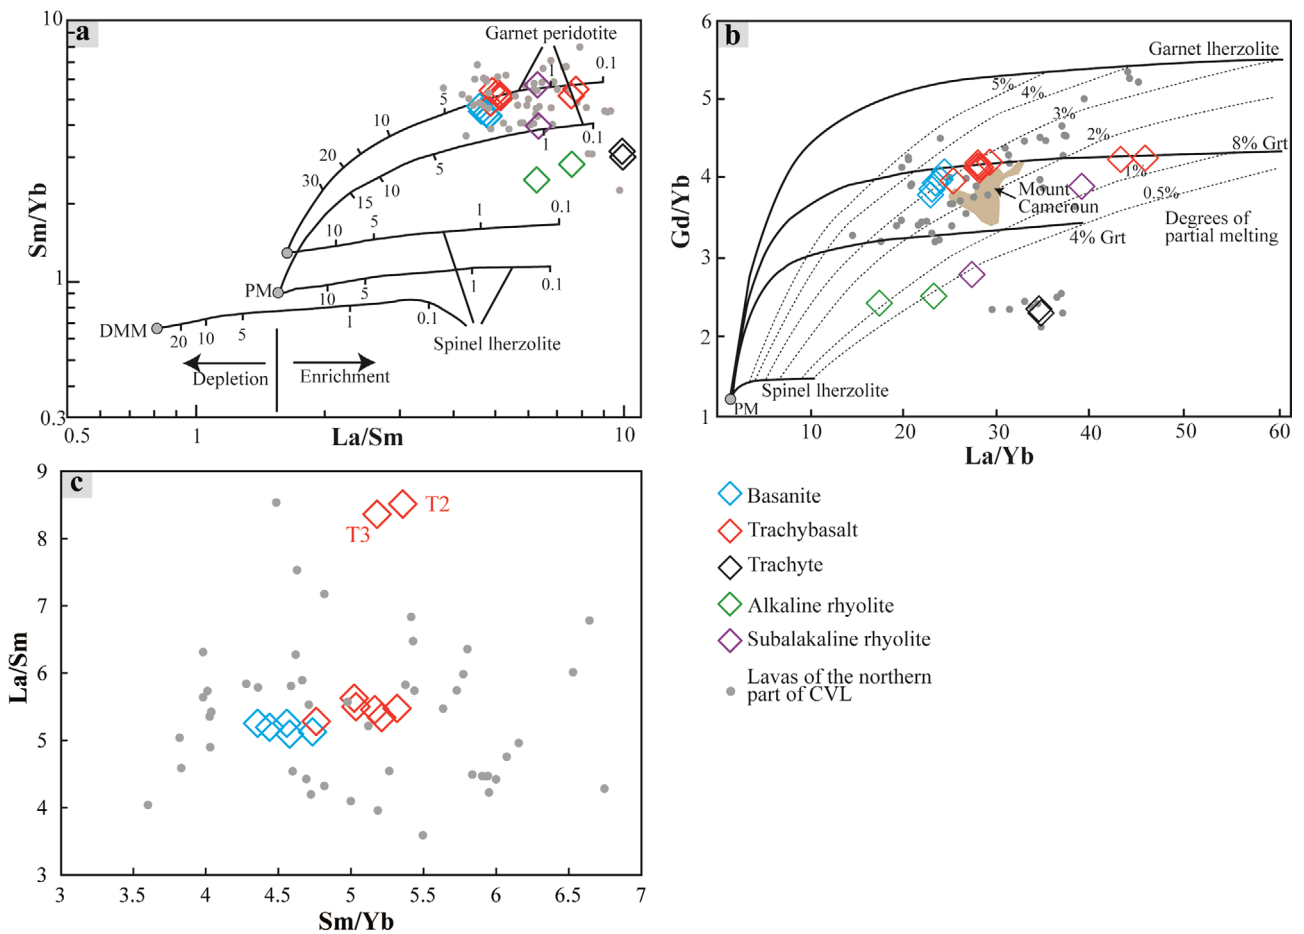 a
10
1
0.3
Sm/Yb
Garnet peridotite
1
0.1
5
10
20
30
1
0.1
5
10
15
1
0.1
5
10
PM
10
5
1
0.1
DMM
20
10
5
1
0.1
Spinel lherzolite
Depletion
Enrichment
0.5
1
10
La/Sm
b
6
5
4
3
2
1
Gd/Yb
Garnet lherzolite
5%
4%
3%
2%
8% Grt
1%
0.5%
Mount
Cameroun
4% Grt
Degrees of
partial melting
Spinel lherzolite
PM
10
20
30
40
50
60
La/Yb
c
9
8
7
6
5
4
3
La/Sm
T2
T3
3
3.5
4
4.5
5
5.5
6
6.5
7
Sm/Yb
Basanite
Trachybasalt
Trachyte
Alkaline rhyolite
Subalakaline rhyolite
Lavas of the northern
part of CVL